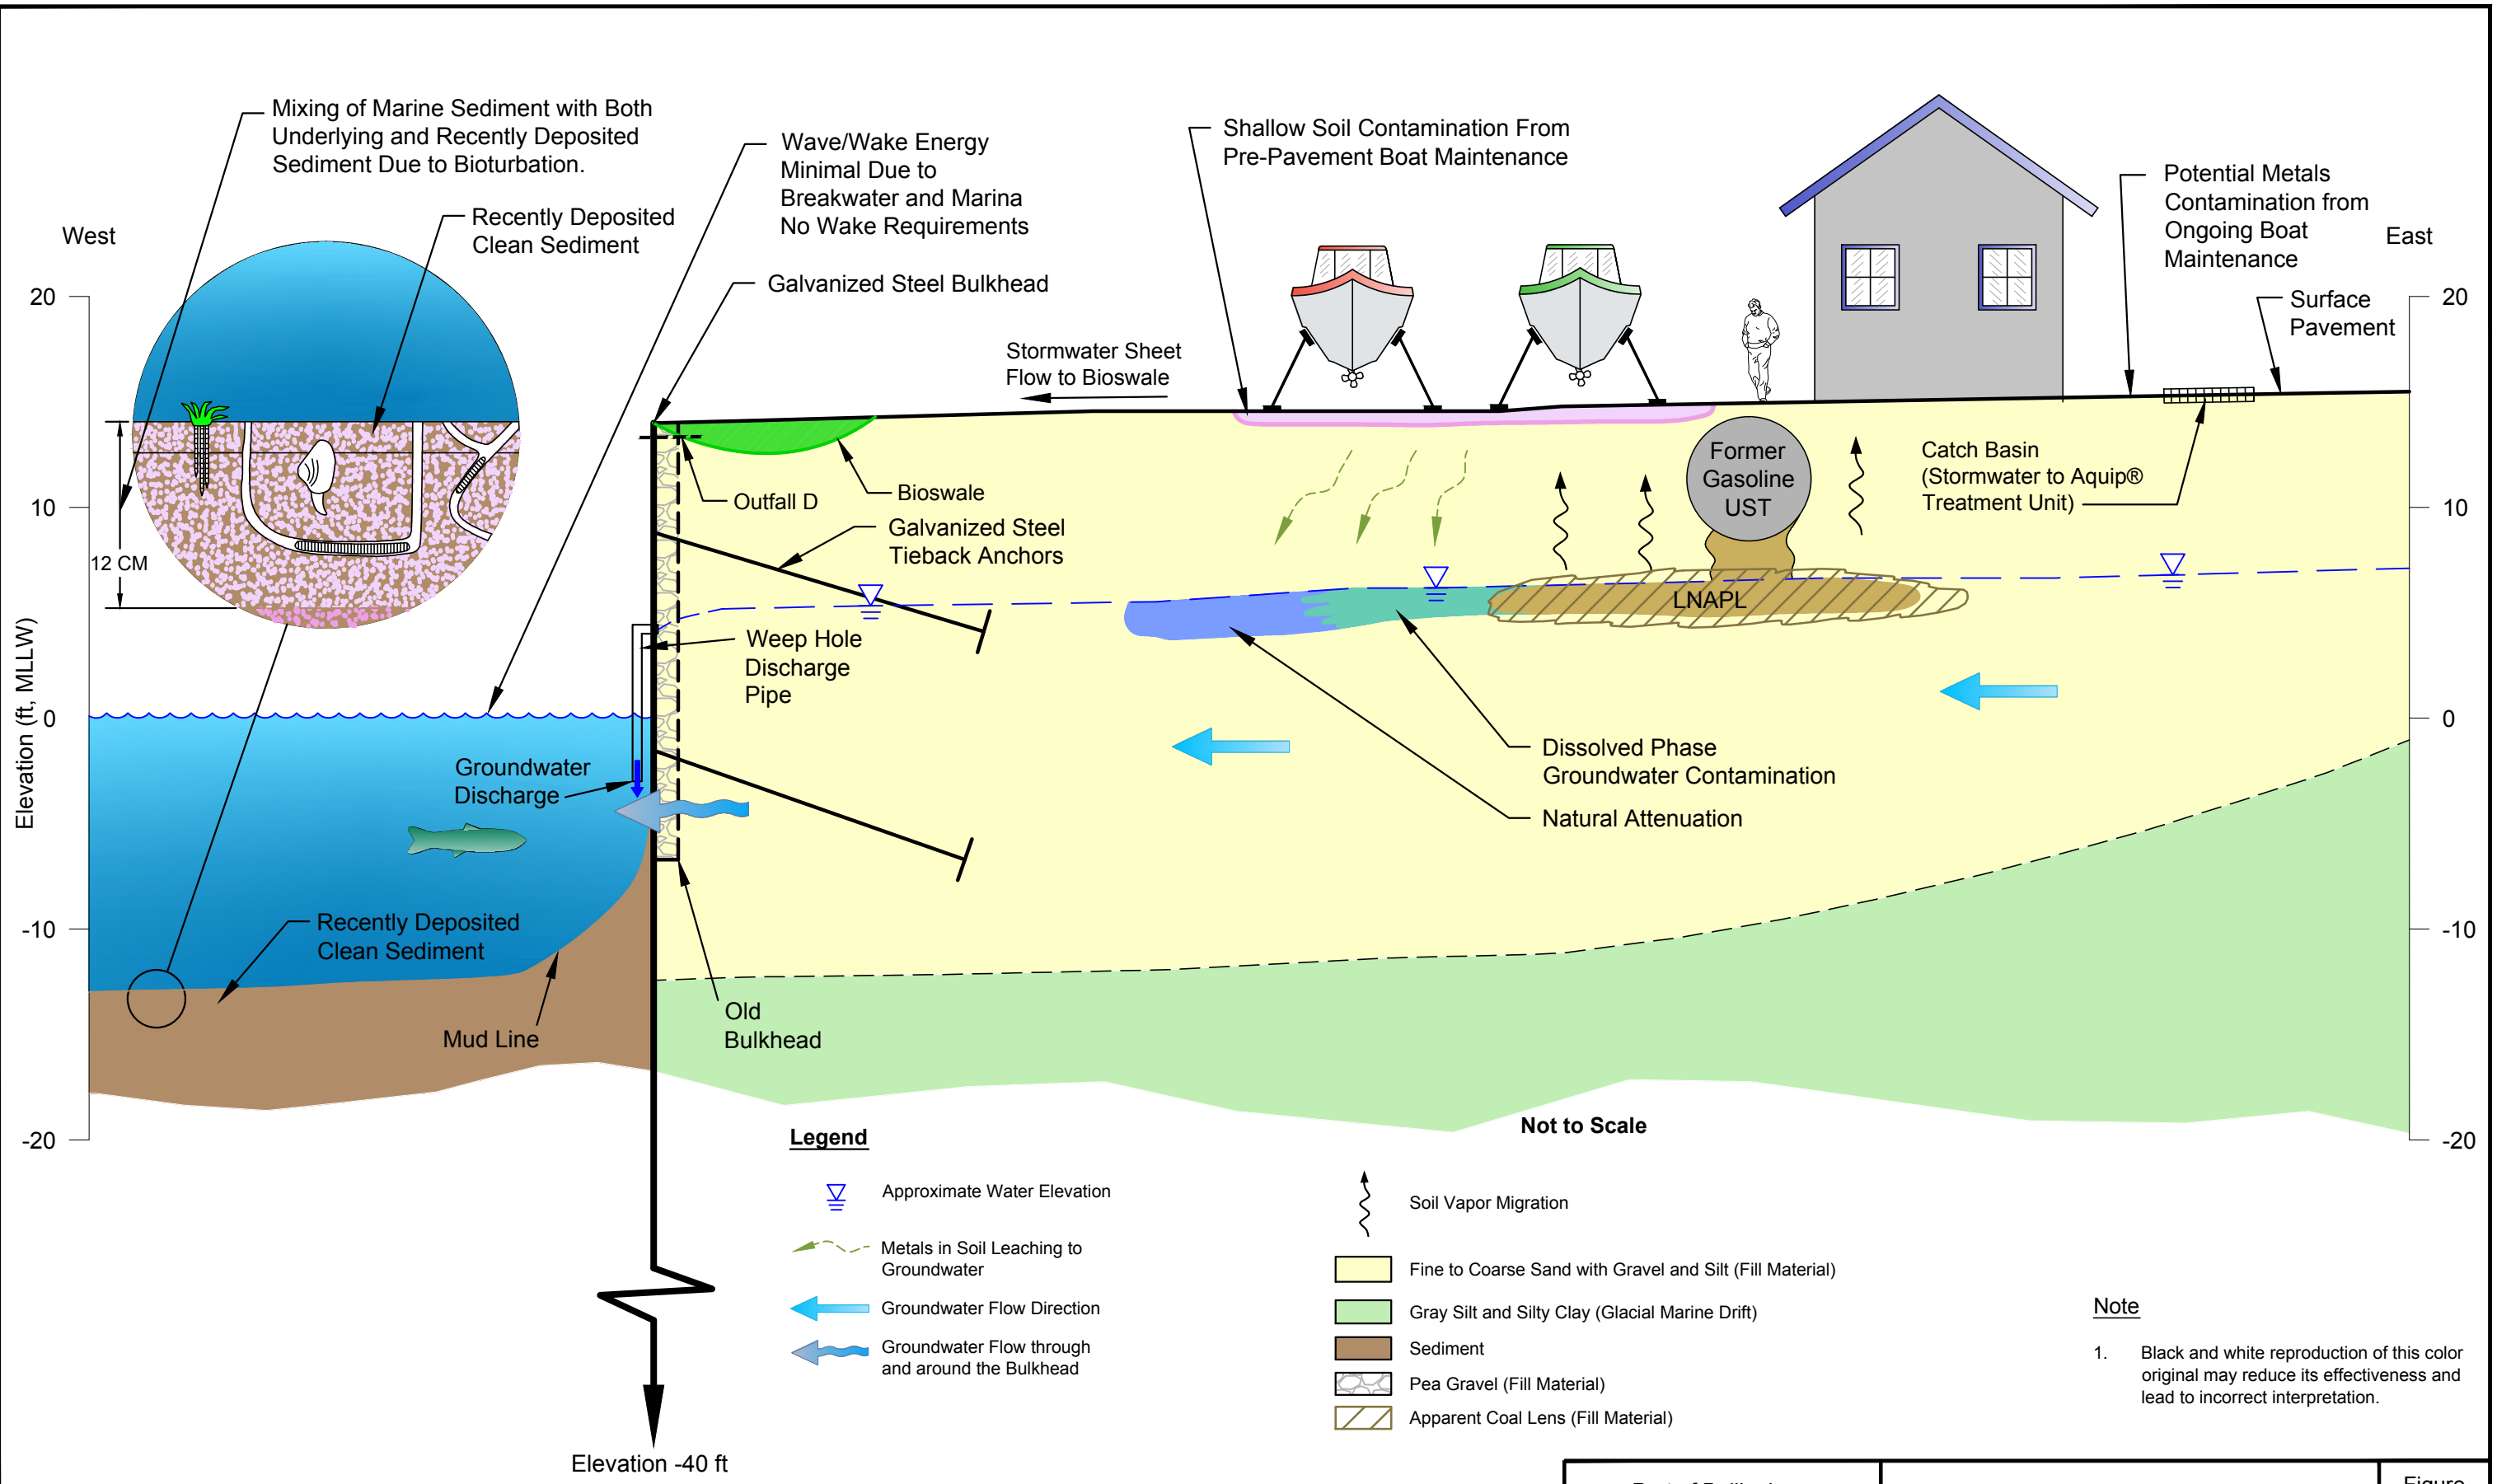 Mixing of Marine Sediment with Both
Underlying and Recently Deposited
Sediment Due to Bioturbation.
Recently Deposited
Clean Sediment
West
Wave/Wake Energy
Minimal Due to
Breakwater and Marina
No Wake Requirements
Galvanized Steel Bulkhead
Shallow Soil Contamination From
Pre-Pavement Boat Maintenance
Potential Metals
Contamination from
Ongoing Boat
Maintenance
East
Surface
Pavement
Stormwater Sheet
Flow to Bioswale
20
10
0
-10
-20
Elevation (ft, MLLW)
20
10
0
-10
-20
12 CM
Outfall D
Bioswale
Galvanized Steel
Tieback Anchors
Former
Gasoline
UST
Catch Basin
(Stormwater to Aquip®
Treatment Unit)
LNAPL
Weep Hole
Discharge
Pipe
Groundwater
Discharge
Dissolved Phase
Groundwater Contamination
Natural Attenuation
Recently Deposited
Clean Sediment
Mud Line
Old
Bulkhead
Not to Scale
Legend
Approximate Water Elevation
Metals in Soil Leaching to
Groundwater
Groundwater Flow Direction
Groundwater Flow through
and around the Bulkhead
Soil Vapor Migration
Fine to Coarse Sand with Gravel and Silt (Fill Material)
Gray Silt and Silty Clay (Glacial Marine Drift)
Sediment
Pea Gravel (Fill Material)
Apparent Coal Lens (Fill Material)
Note
1. Black and white reproduction of this color
original may reduce its effectiveness and
lead to incorrect interpretation.
Elevation -40 ft
Figure